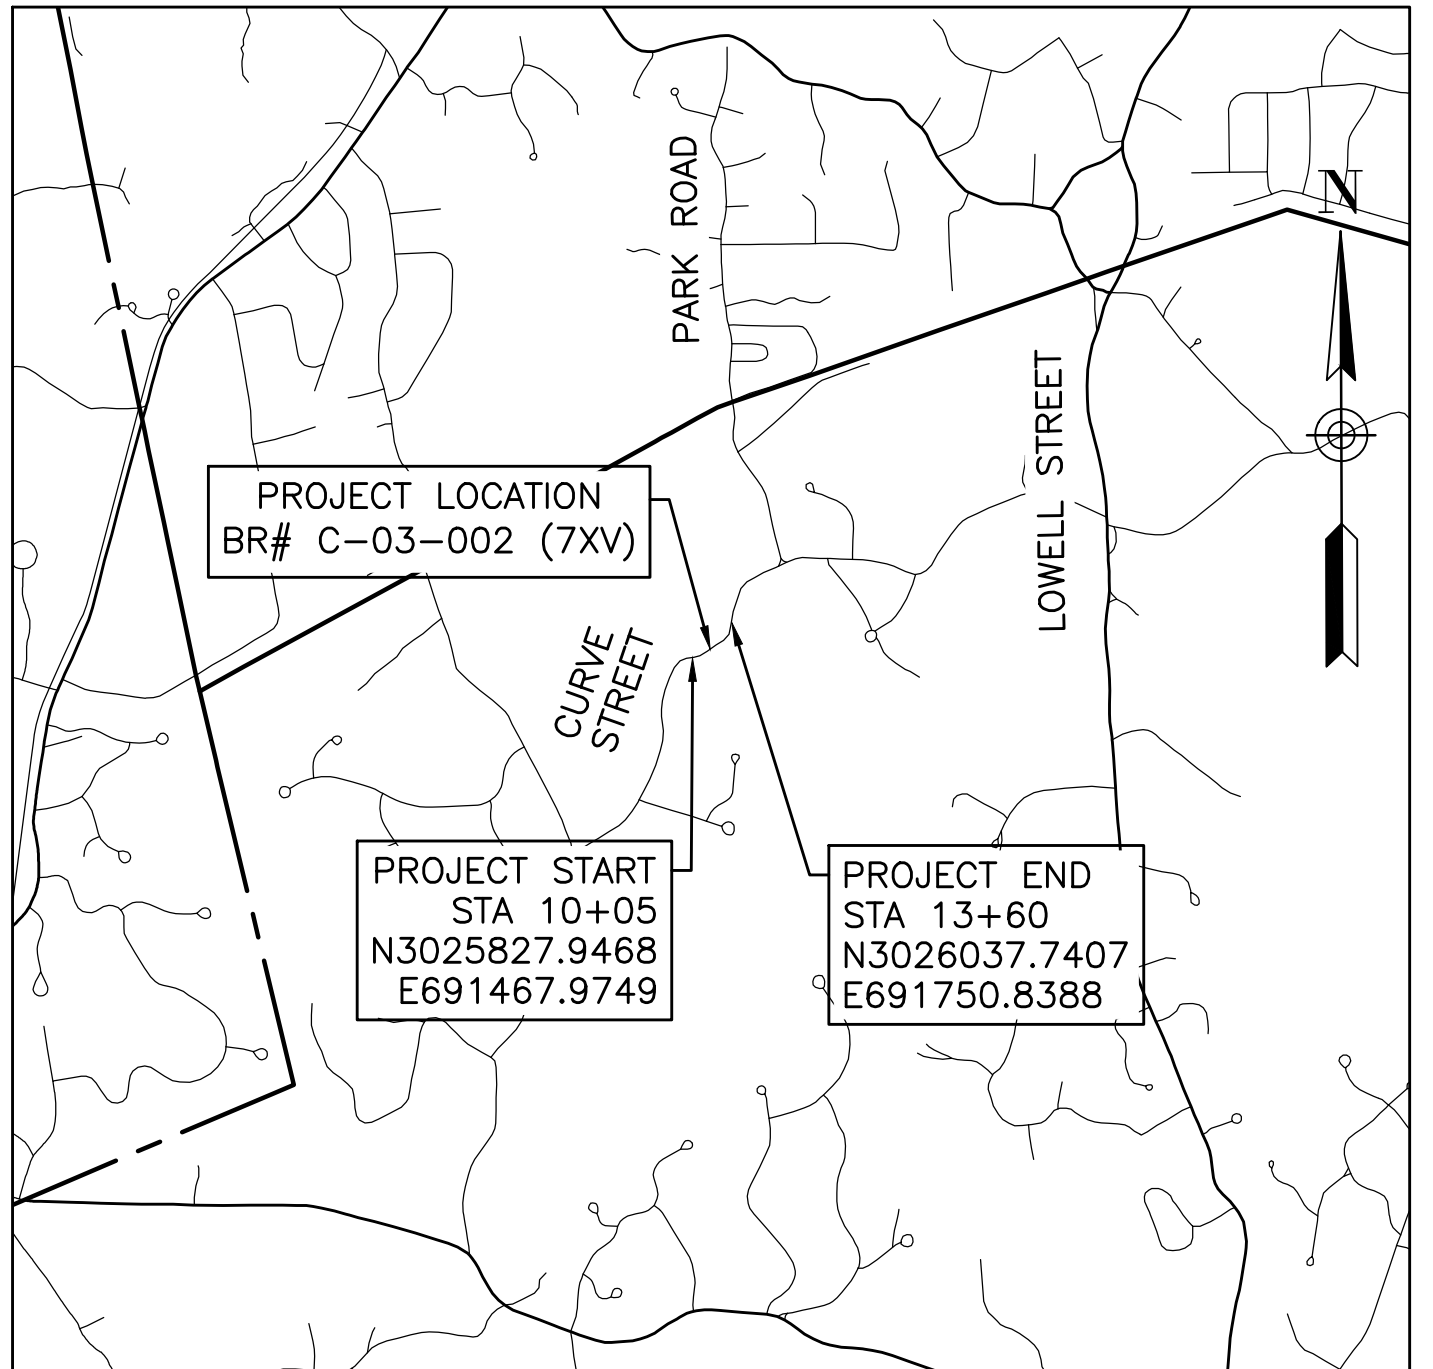 PARK ROAD
N
LOWELL STREET
PROJECT LOCATION
BR# C-03-002 (7XV)
CURVE
STREET
PROJECT START
STA 10+05
N3025827.9468
E691467.9749
PROJECT END
STA 13+60
N3026037.7407
E691750.8388